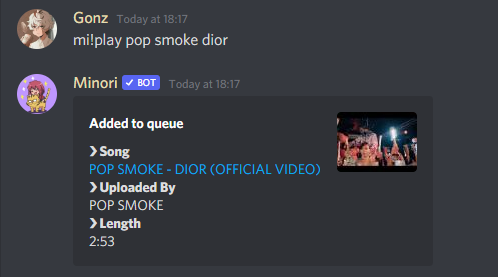 Gonz Today at 18:17
mi!play pop smoke dior
Minori ✓ BOT Today at 18:17
Added to queue
❯ Song
POP SMOKE - DIOR (OFFICIAL VIDEO)
❯ Uploaded By
POP SMOKE
❯ Length
2:53